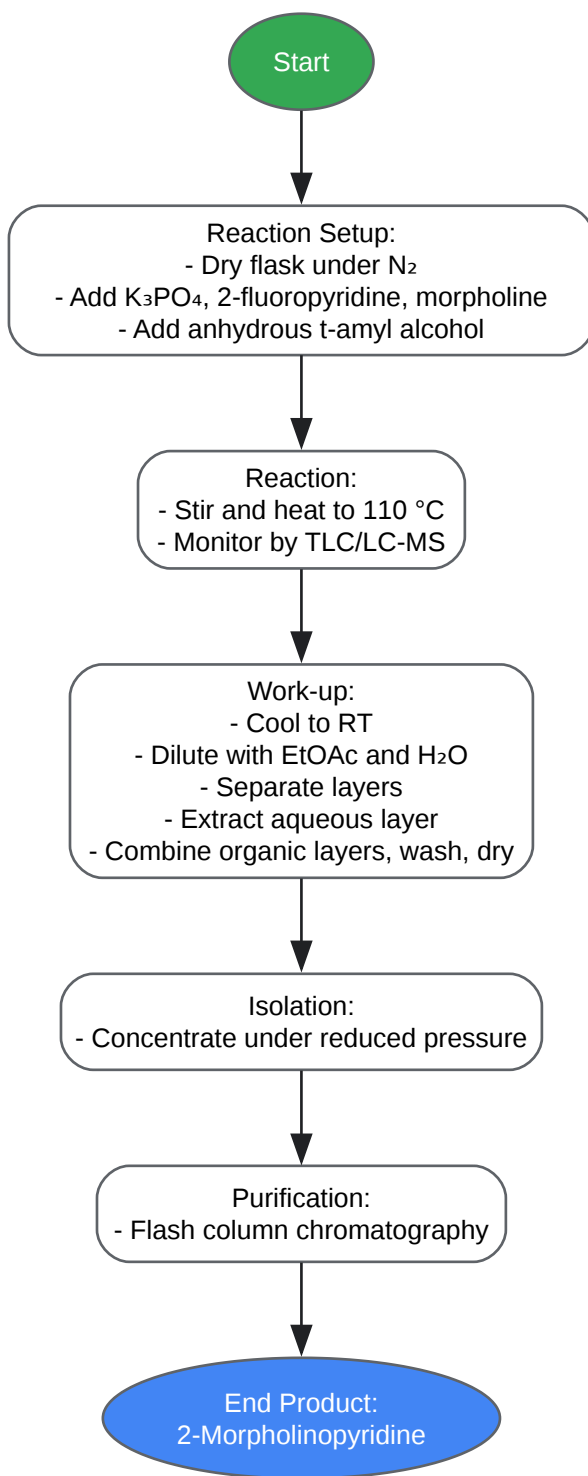 Start
Reaction Setup:
- Dry flask under N₂
- Add K₃PO₄, 2-fluoropyridine, morpholine
- Add anhydrous t-amyl alcohol
Reaction:
- Stir and heat to 110 °C
- Monitor by TLC/LC-MS
Work-up:
- Cool to RT
- Dilute with EtOAc and H₂O
- Separate layers
- Extract aqueous layer
- Combine organic layers, wash, dry
Isolation:
- Concentrate under reduced pressure
Purification:
- Flash column chromatography
End Product:
2-Morpholinopyridine